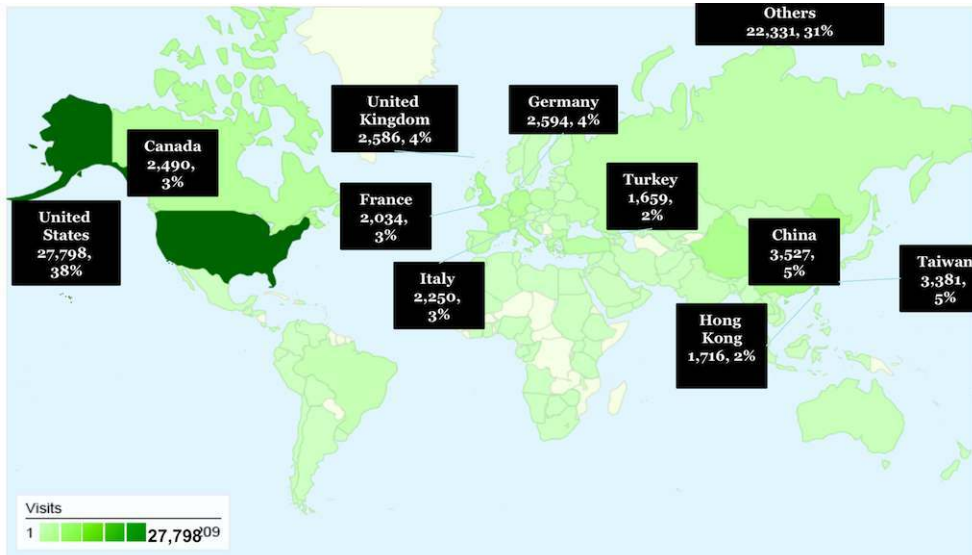 Others
22,331, 31%
United
Kingdom
2,586, 4%
Germany
2,594, 4%
Canada
2,490,
3%
France
2,034,
3%
Turkey
1,659,
2%
United
States
27,798,
38%
China
3,527,
5%
Taiwan
3,381,
5%
Italy
2,250,
3%
Hong
Kong
1,716, 2%
Visits
1 27,798 209